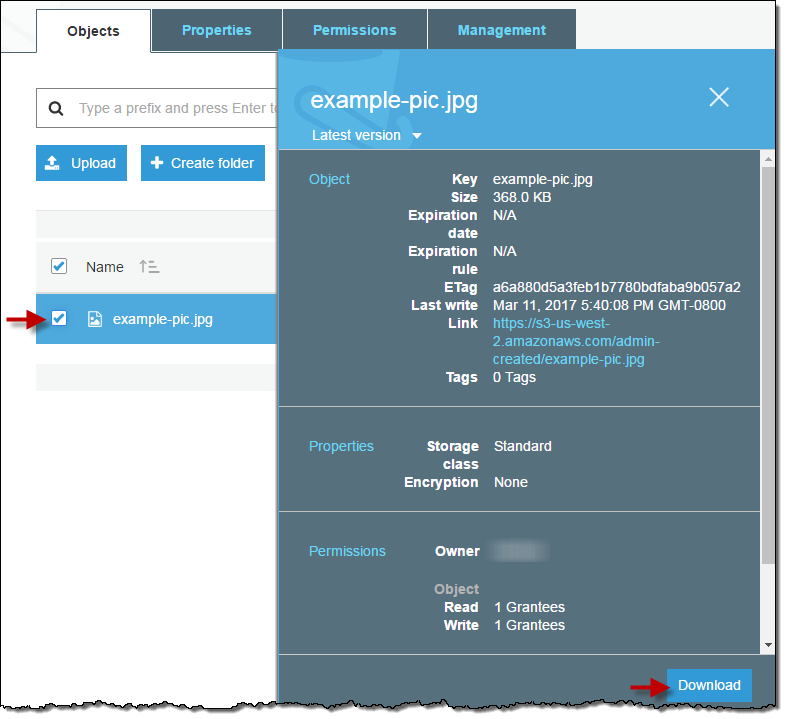 Objects
Properties
Permissions
Management
Type a prefix and press Enter to
Upload
Create folder
Name
example-pic.jpg
example-pic.jpg
Latest version
Object
Key example-pic.jpg
Size 368.0 KB
Expiration N/A
date
Expiration N/A
rule
ETag a6a880d5a3feb1b7780bdfaba9b057a2
Last write Mar 11, 2017 5:40:08 PM GMT-0800
Link https://s3-us-west-
2.amazonaws.com/admin-
created/example-pic.jpg
Tags 0 Tags
Properties
Storage Standard
class
Encryption None
Permissions
Owner
Object
Read 1 Grantees
Write 1 Grantees
Download